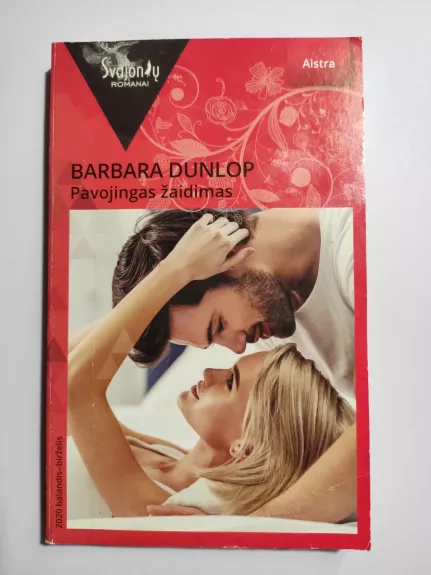 Svajonių
ROMANAI
Aistra
BARBARA DUNLOP
Pavojingas žaidimas
2020 balandis–birželis